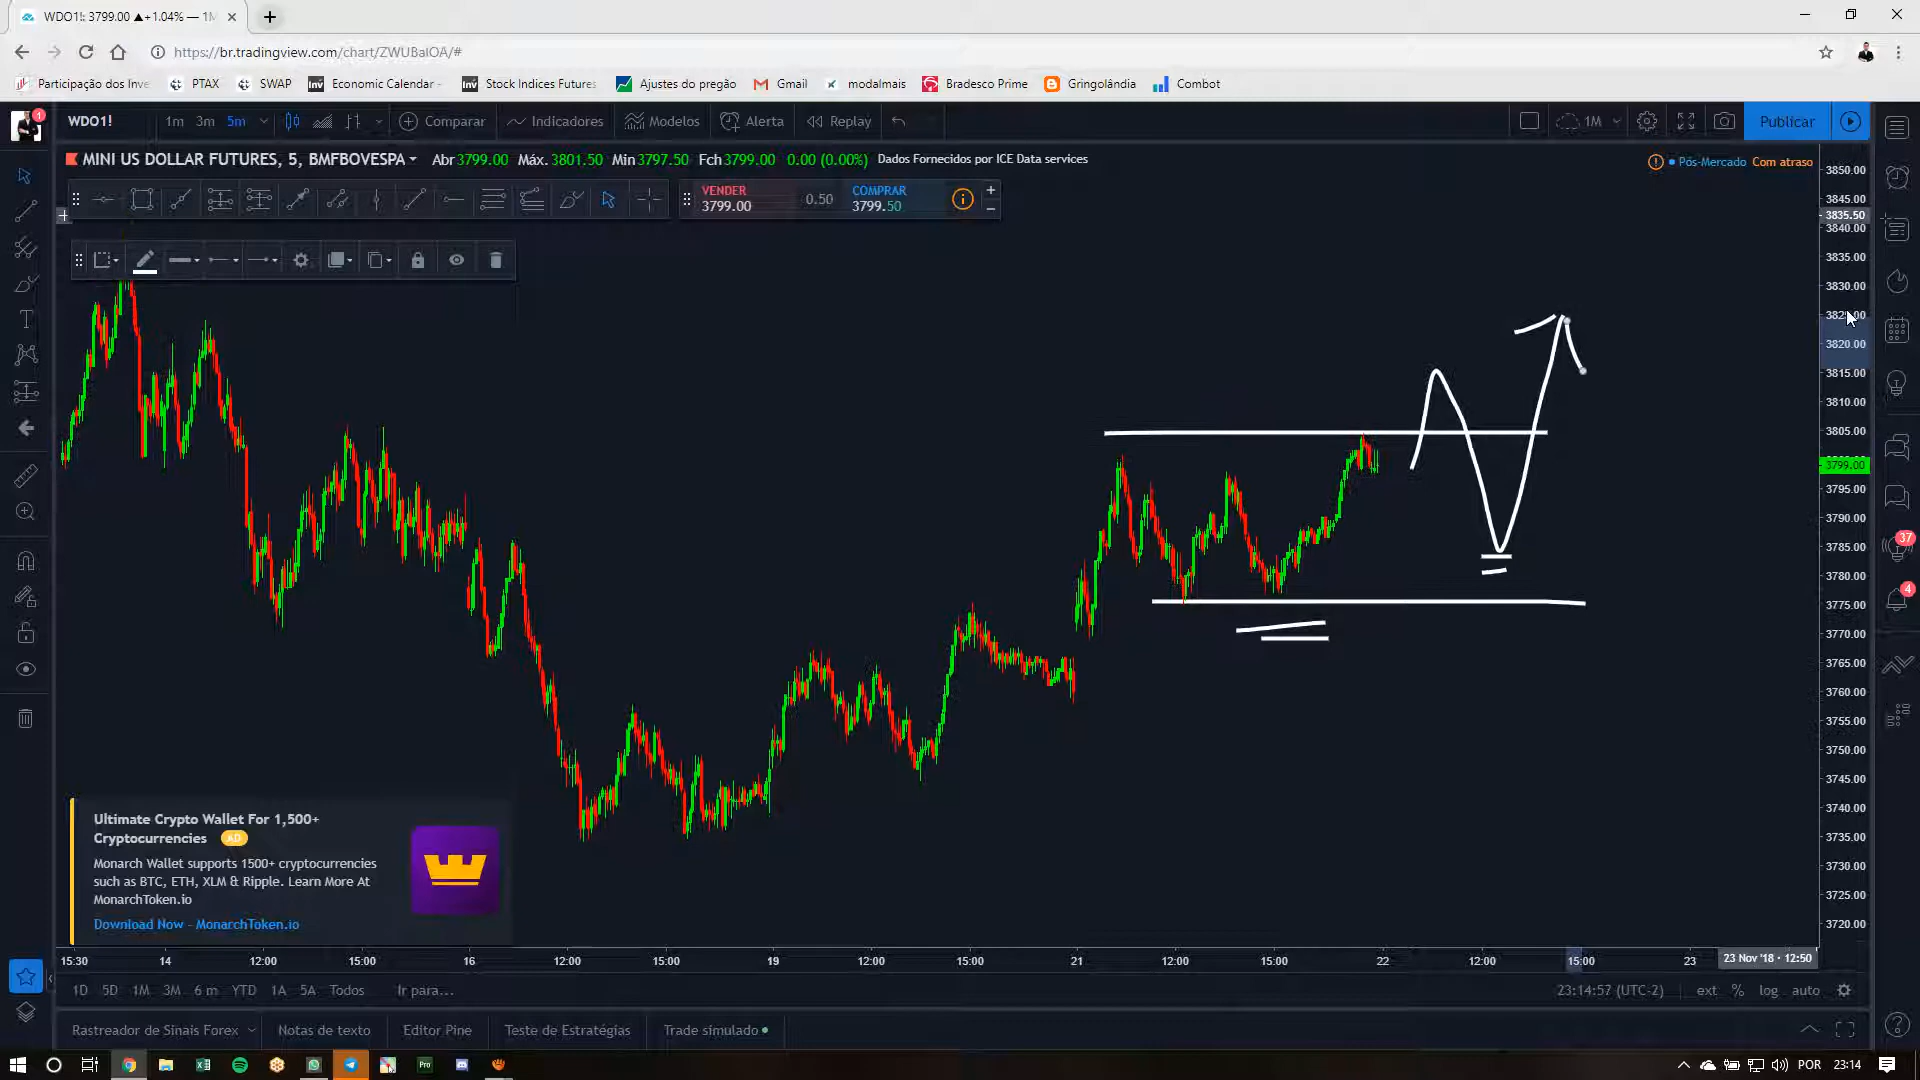 WDO1!: 3799.00 ▲+1.04% — 1M
https://br.tradingview.com/chart/ZWUBaIOA/#
Participação dos Inve PTAX SWAP Economic Calendar - Stock Indices Futures Ajustes do pregão Gmail modalmais Bradesco Prime Gringolândia Combot
1 WDO1! 1m 3m 5m Comparar Indicadores Modelos Alerta Replay 1M Publicar
MINI US DOLLAR FUTURES, 5, BMFBOVESPA Abr3799.00 Máx. 3801.50 Min3797.50 Fch3799.00 0.00 (0.00%) Dados Fornecidos por ICE Data services
Pós-Mercado Com atraso
VENDER
3799.00
0.50
COMPRAR
3799.50
3850.00
3845.00
3835.50
3840.00
3835.00
3830.00
3825.00
3820.00
3815.00
3810.00
3805.00
3799.00
3795.00
3790.00
3785.00
3780.00
3775.00
3770.00
3765.00
3760.00
3755.00
3750.00
3745.00
3740.00
3735.00
3730.00
3725.00
3720.00
37
4
Ultimate Crypto Wallet For 1,500+
Cryptocurrencies AD
Monarch Wallet supports 1500+ cryptocurrencies
such as BTC, ETH, XLM & Ripple. Learn More At
MonarchToken.io
Download Now - MonarchToken.io
15:30 14 12:00 15:00 16 12:00 15:00 19 12:00 15:00 21 12:00 15:00 22 12:00 15:00 23 23 Nov '18 • 12:50
1D 5D 1M 3M 6 m YTD 1A 5A Todos Ir para... 23:14:57 (UTC-2) ext % log auto
Rastreador de Sinais Forex Notas de texto Editor Pine Teste de Estratégias Trade simulado
Pro POR 23:14